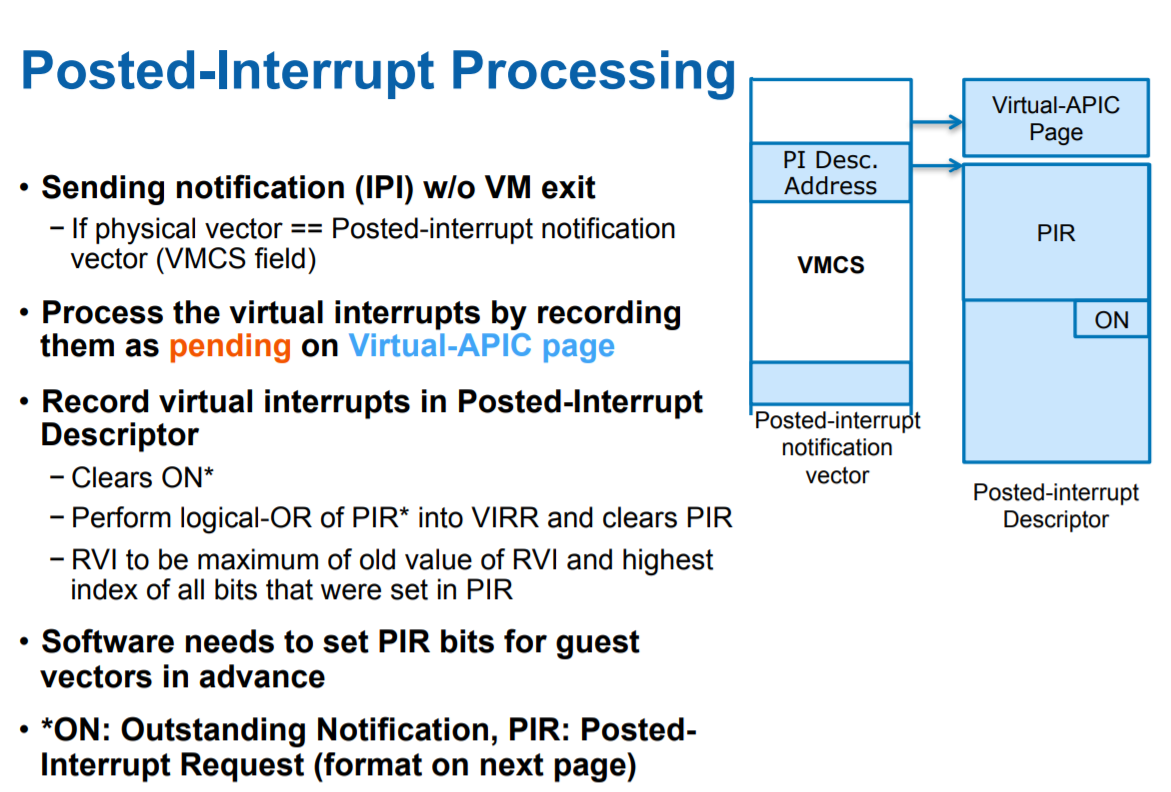 Posted-Interrupt Processing
• Sending notification (IPI) w/o VM exit
– If physical vector == Posted-interrupt notification
vector (VMCS field)
• Process the virtual interrupts by recording
them as pending on Virtual-APIC page
• Record virtual interrupts in Posted-Interrupt
Descriptor
– Clears ON*
– Perform logical-OR of PIR* into VIRR and clears PIR
– RVI to be maximum of old value of RVI and highest
index of all bits that were set in PIR
• Software needs to set PIR bits for guest
vectors in advance
• *ON: Outstanding Notification, PIR: Posted-
Interrupt Request (format on next page)
PI Desc.
Address
VMCS
Posted-interrupt
notification
vector
Virtual-APIC
Page
PIR
ON
Posted-interrupt
Descriptor